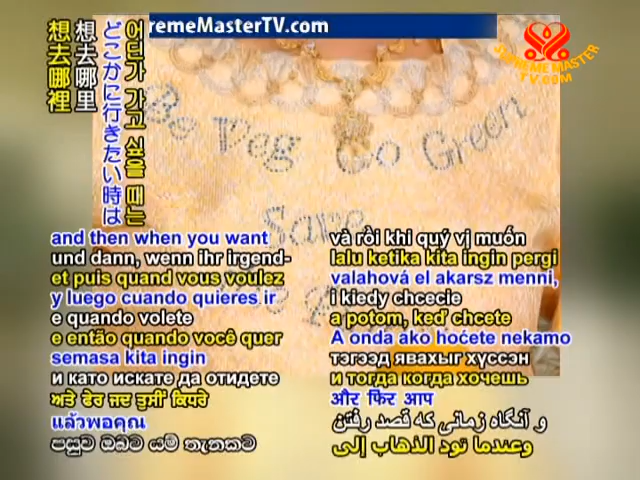 remeMasterTV.com
SUPREME MASTER
TV.COM
想去哪裡
想去哪里
どこかに行きたい時は
어딘가 가고 싶을 때는
Be Veg Go Green
Save
and then when you want
und dann, wenn ihr irgend-
et puis quand vous voulez
y luego cuando quieres ir
e quando volete
e então quando você quer
semasa kita ingin
и като искате да отидете
ਅਤੇ ਫੇਰ ਜਦ ਤੁਸੀਂ ਕਿਧਰੇ
แล้วพอคุณ
පසුව ඔබට යම් තැනකට
và rồi khi quý vị muốn
lalu ketika kita ingin pergi
valahová el akarsz menni,
i kiedy chcecie
a potom, keď chcete
A onda ako hoćete nekamo
тэгээд явахыг хүссэн
и тогда когда хочешь
और फिर आप
و آنگاه زمانی که قصد رفتن
وعندما تود الذهاب إلى